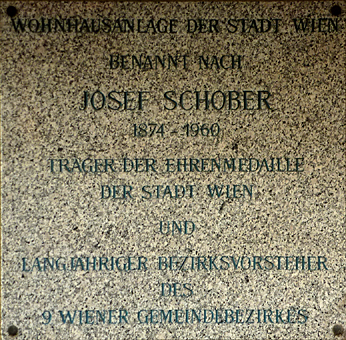 WOHNHAUSANLAGE DER STADT WIEN
BENANNT NACH
JOSEF SCHOBER
1874 - 1960
TRÄGER DER EHRENMEDAILLE
DER STADT WIEN
UND
LANGJÄHRIGER BEZIRKSVORSTEHER
DES
9. WIENER GEMEINDEBEZIRKES